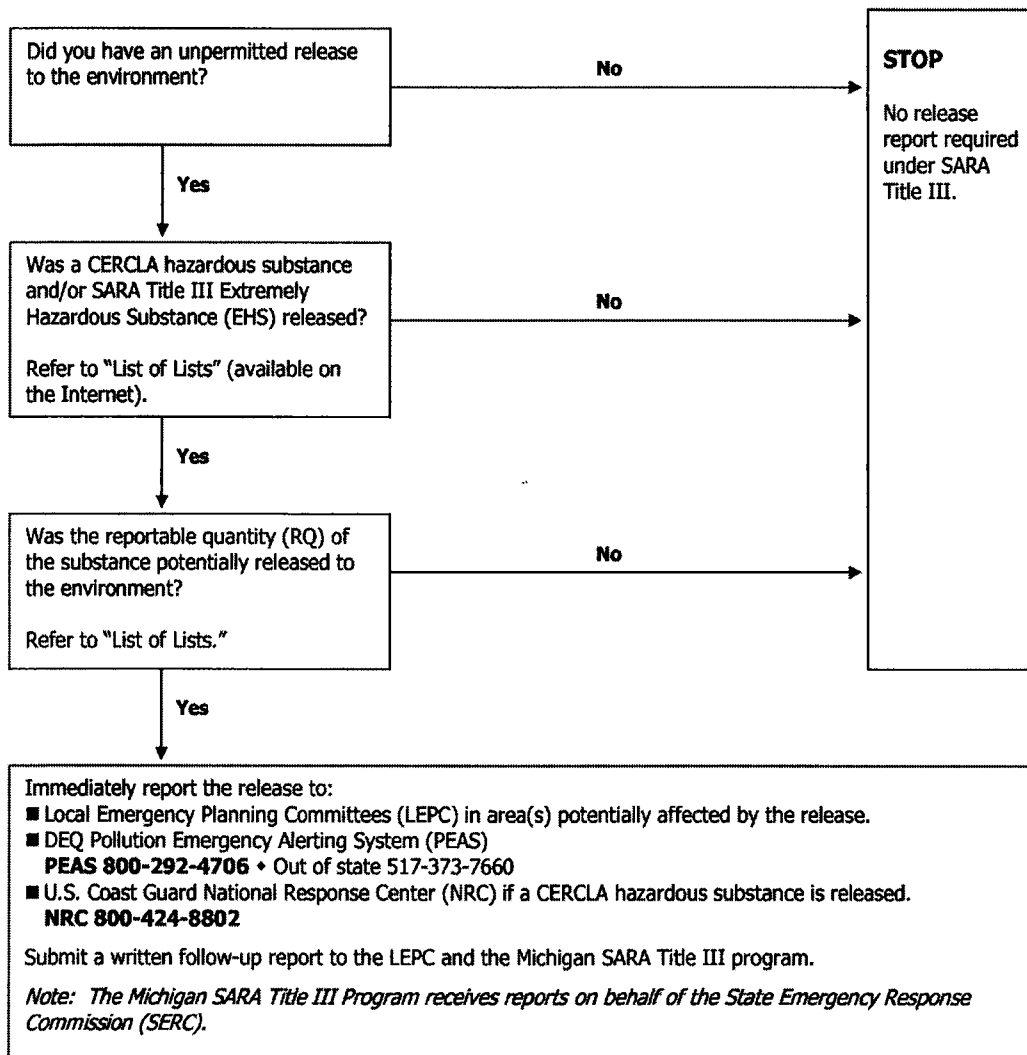 Did you have an unpermitted release
to the environment?
No
STOP
No release
report required
under SARA
Title III.
Yes
Was a CERCLA hazardous substance
and/or SARA Title III Extremely
Hazardous Substance (EHS) released?
No
Refer to "List of Lists" (available on
the Internet).
Yes
Was the reportable quantity (RQ) of
the substance potentially released to
the environment?
No
Refer to "List of Lists."
Yes
Immediately report the release to:
■ Local Emergency Planning Committees (LEPC) in area(s) potentially affected by the release.
■ DEQ Pollution Emergency Alerting System (PEAS)
PEAS 800-292-4706 ♦ Out of state 517-373-7660
■ U.S. Coast Guard National Response Center (NRC) if a CERCLA hazardous substance is released.
NRC 800-424-8802
Submit a written follow-up report to the LEPC and the Michigan SARA Title III program.
Note: The Michigan SARA Title III Program receives reports on behalf of the State Emergency Response
Commission (SERC).